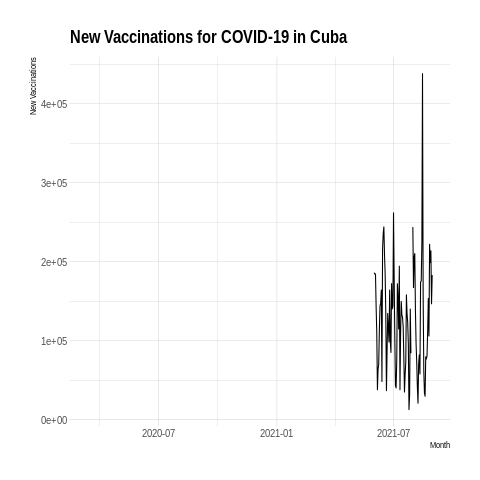 New Vaccinations for COVID-19 in Cuba
New Vaccinations
4e+05
3e+05
2e+05
1e+05
0e+00
2020-07
2021-01
2021-07
Month